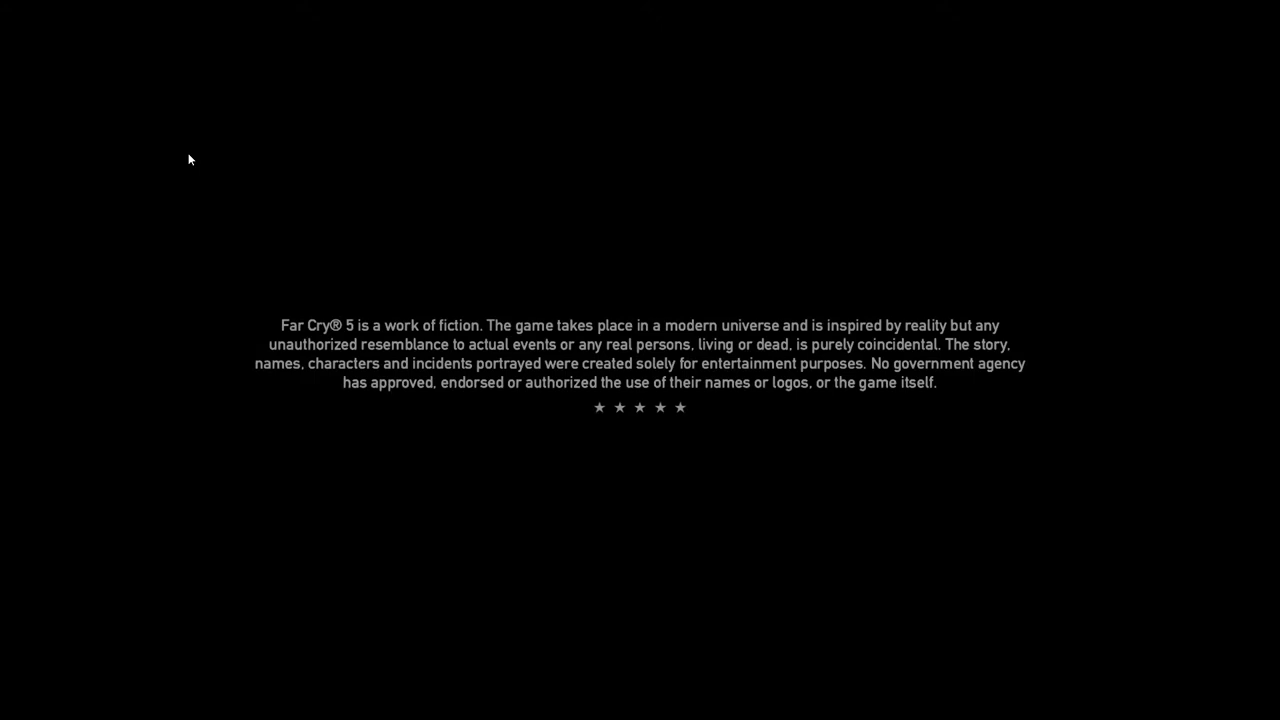 Far Cry® 5 is a work of fiction. The game takes place in a modern universe and is inspired by reality but any
unauthorized resemblance to actual events or any real persons, living or dead, is purely coincidental. The story,
names, characters and incidents portrayed were created solely for entertainment purposes. No government agency
has approved, endorsed or authorized the use of their names or logos, or the game itself.
★ ★ ★ ★ ★